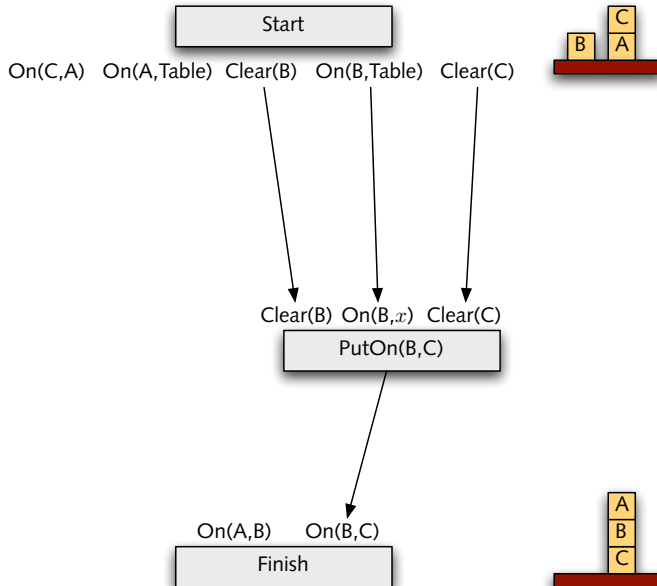 Start
On(C,A) On(A,Table) Clear(B) On(B,Table) Clear(C)
C
B A
Clear(B) On(B,x) Clear(C)
PutOn(B,C)
On(A,B) On(B,C)
Finish
A
B
C